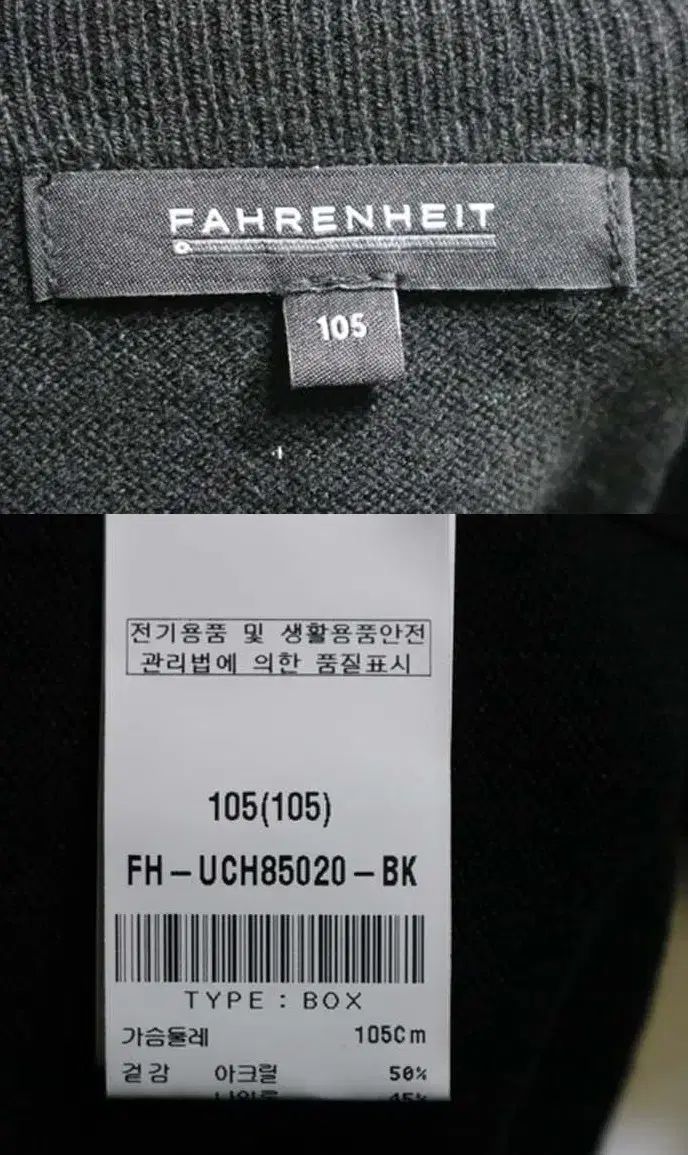 FAHRENHEIT
105
전기용품 및 생활용품안전
관리법에 의한 품질표시
105(105)
FH-UCH85020-BK
TYPE : BOX
가슴둘레 105Cm
겉감 아크릴 50%